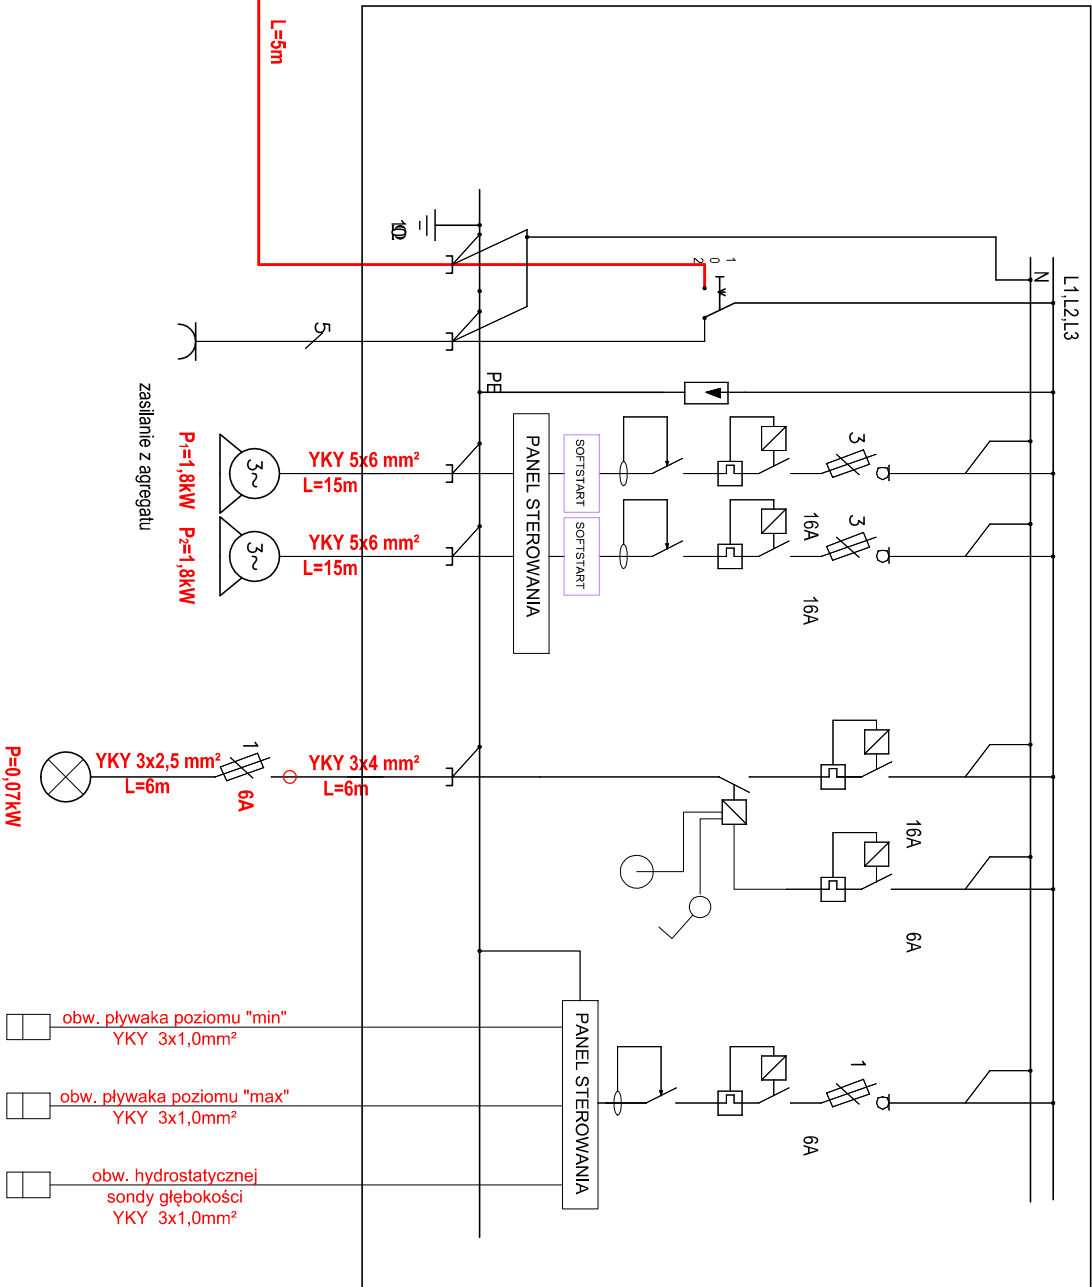 L=5m
L1,L2,L3
N
1
0
2
5
PE
zasilanie z agregatu
P₁=1,8kW
P₂=1,8kW
3~
3~
YKY 5x6 mm²
L=15m
YKY 5x6 mm²
L=15m
PANEL STEROWANIA
SOFTSTART
SOFTSTART
3
16A
3
16A
P=0,07kW
YKY 3x2,5 mm²
L=6m
1
6A
YKY 3x4 mm²
L=6m
16A
6A
obw. pływaka poziomu "min"
YKY 3x1,0mm²
obw. pływaka poziomu "max"
YKY 3x1,0mm²
obw. hydrostatycznej
sondy głębokości
YKY 3x1,0mm²
PANEL STEROWANIA
1
6A